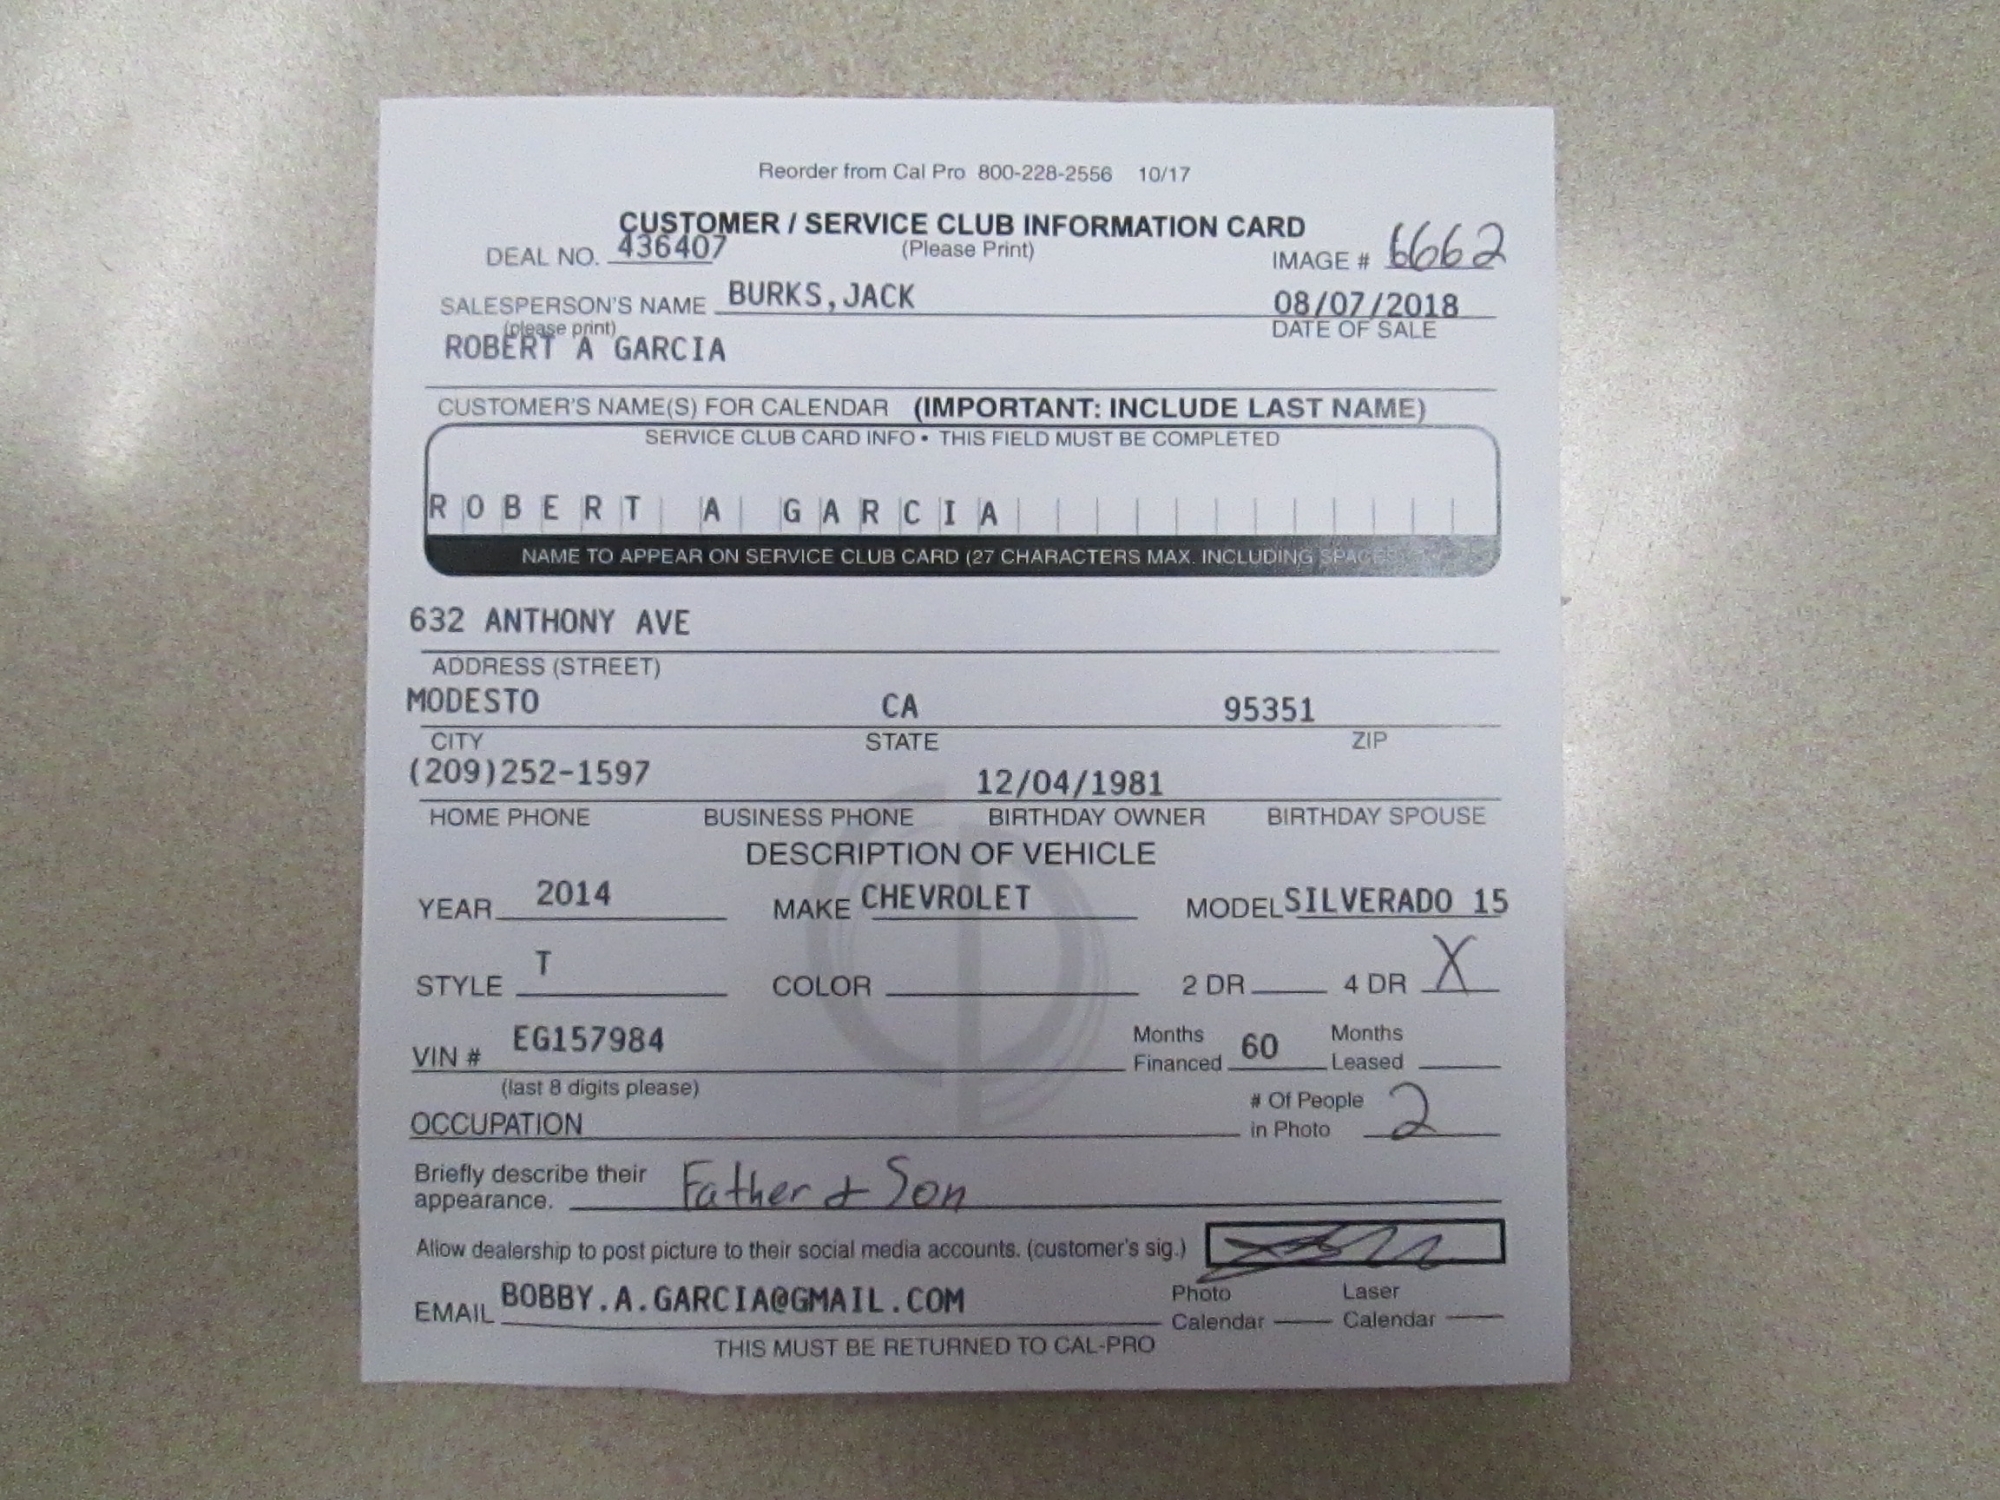 Reorder from Cal Pro 800-228-2556 10/17
CUSTOMER / SERVICE CLUB INFORMATION CARD
DEAL NO. 436407 (Please Print) IMAGE # 6662
SALESPERSON'S NAME BURKS,JACK 08/07/2018
(please print) DATE OF SALE
ROBERT A GARCIA
CUSTOMER'S NAME(S) FOR CALENDAR (IMPORTANT: INCLUDE LAST NAME)
SERVICE CLUB CARD INFO • THIS FIELD MUST BE COMPLETED
ROBERT A GARCIA
NAME TO APPEAR ON SERVICE CLUB CARD (27 CHARACTERS MAX. INCLUDING
632 ANTHONY AVE
ADDRESS (STREET)
MODESTO CA 95351
CITY STATE ZIP
(209)252-1597 12/04/1981
HOME PHONE BUSINESS PHONE BIRTHDAY OWNER BIRTHDAY SPOUSE
DESCRIPTION OF VEHICLE
YEAR 2014 MAKE CHEVROLET MODEL SILVERADO 15
STYLE T COLOR 2 DR 4 DR X
VIN # EG157984 Months Financed 60 Months Leased
(last 8 digits please)
OCCUPATION # Of People in Photo 2
Briefly describe their appearance. Father & Son
Allow dealership to post picture to their social media accounts. (customer's sig.)
EMAIL BOBBY.A.GARCIA@GMAIL.COM Photo Calendar Laser Calendar
THIS MUST BE RETURNED TO CAL-PRO